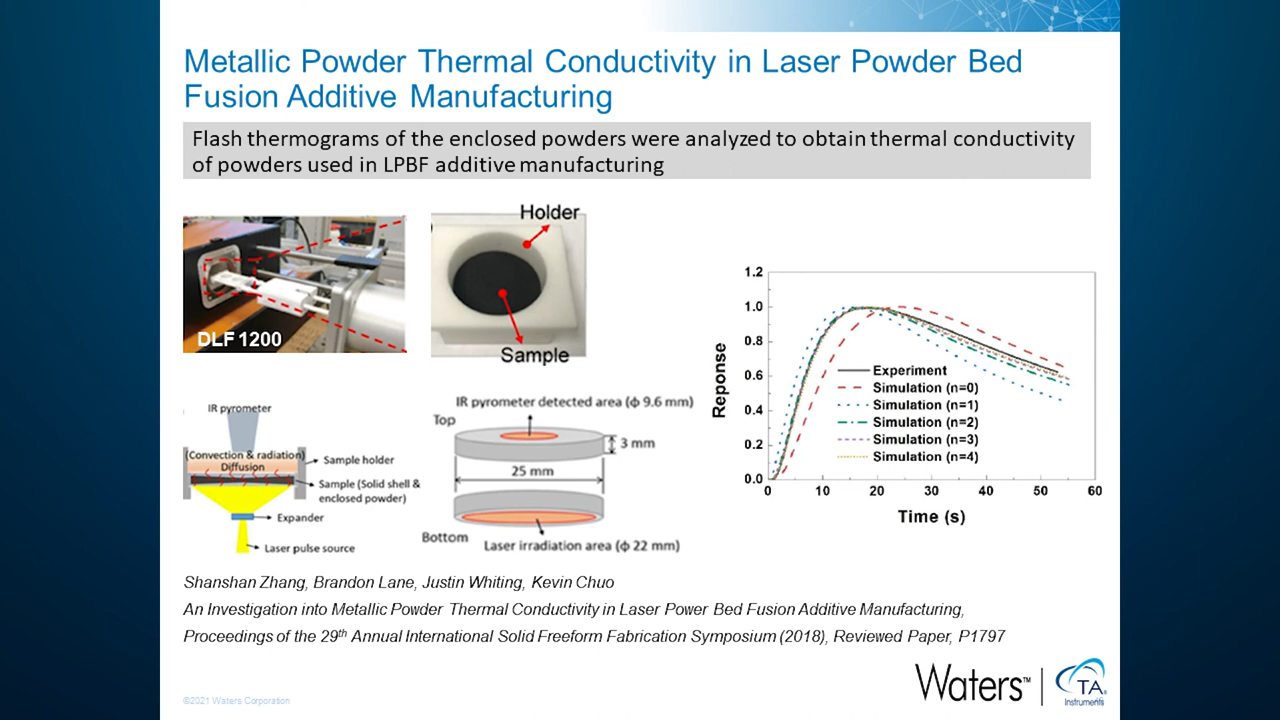 Metallic Powder Thermal Conductivity in Laser Powder Bed
Fusion Additive Manufacturing
Flash thermograms of the enclosed powders were analyzed to obtain thermal conductivity
of powders used in LPBF additive manufacturing
DLF 1200
Holder
Sample
IR pyrometer
(Convection & radiation)
Diffusion
Sample holder
Sample (Solid shell &
enclosed powder)
Expander
Laser pulse source
IR pyrometer detected area (ϕ 9.6 mm)
Top
3 mm
25 mm
Bottom
Laser irradiation area (ϕ 22 mm)
Reponse
1.2
1.0
0.8
0.6
0.4
0.2
0.0
Experiment
Simulation (n=0)
Simulation (n=1)
Simulation (n=2)
Simulation (n=3)
Simulation (n=4)
0 10 20 30 40 50 60
Time (s)
Shanshan Zhang, Brandon Lane, Justin Whiting, Kevin Chuo
An Investigation into Metallic Powder Thermal Conductivity in Laser Power Bed Fusion Additive Manufacturing,
Proceedings of the 29th Annual International Solid Freeform Fabrication Symposium (2018), Reviewed Paper, P1797
©2021 Waters Corporation
Waters™
TA
Instruments